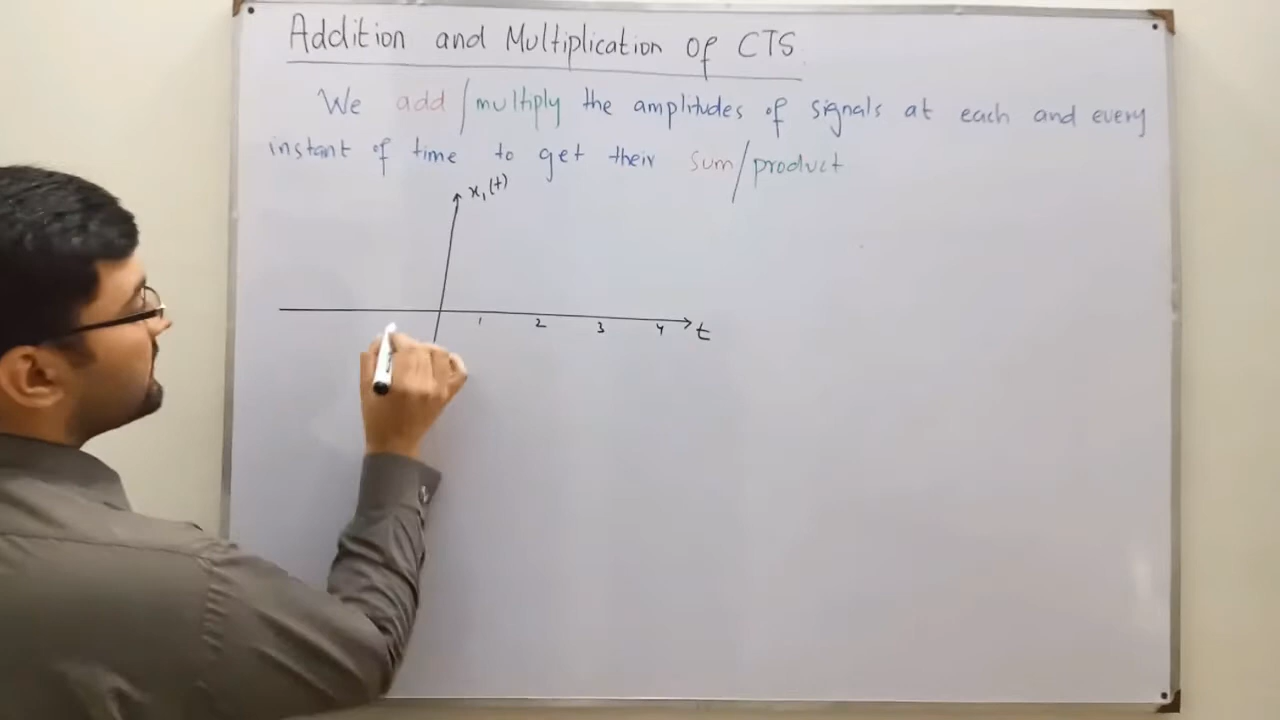 Addition and Multiplication of CTS
We add/multiply the amplitudes of signals at each and every
instant of time to get their sum/product
x₁(t)
1 2 3 4 t